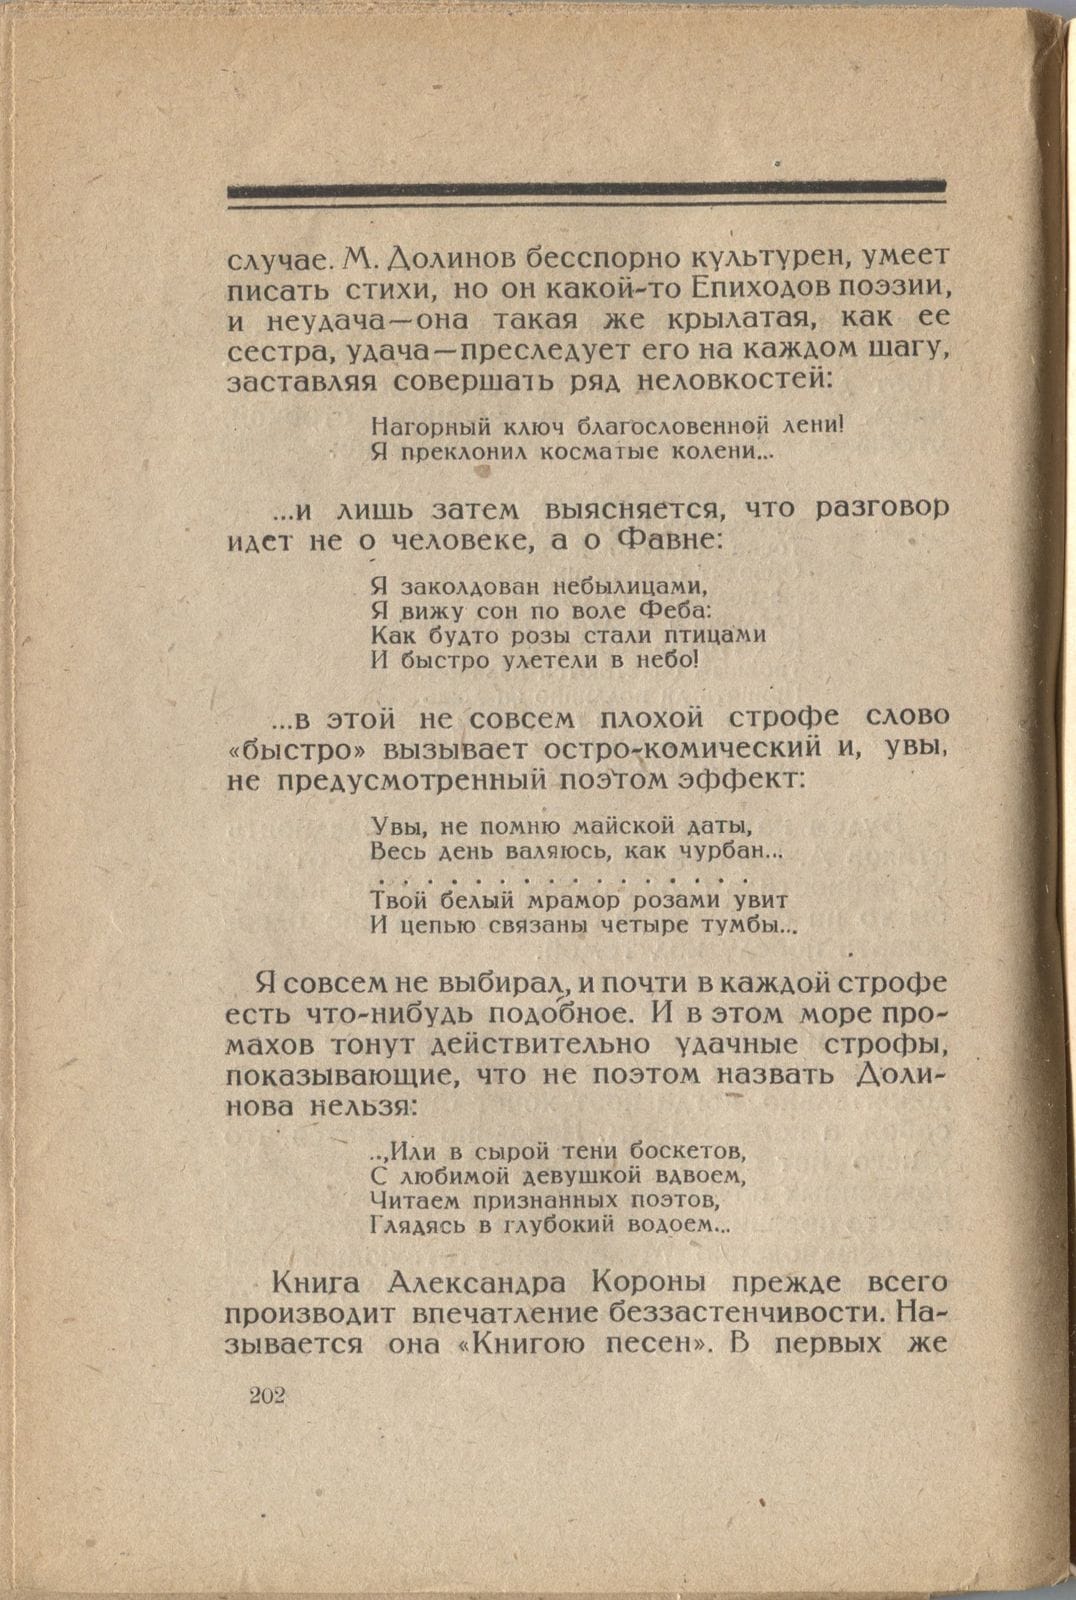 случае. М. Долинов бесспорно культурен, умеет
писать стихи, но он какой-то Епиходов поэзии,
и неудача—она такая же крылатая, как ее
сестра, удача—преследует его на каждом шагу,
заставляя совершать ряд неловкостей:
Нагорный ключ благословенной лени!
Я преклонил косматые колени...
...и лишь затем выясняется, что разговор
идет не о человеке, а о Фавне:
Я заколдован небылицами,
Я вижу сон по воле Феба:
Как будто розы стали птицами
И быстро улетели в небо!
...в этой не совсем плохой строфе слово
«быстро» вызывает остро-комический и, увы,
не предусмотренный поэтом эффект:
Увы, не помню майской даты,
Весь день валяюсь, как чурбан...
. . . . . . . . . . . . . . . .
Твой белый мрамор розами увит
И цепью связаны четыре тумбы...
Я совсем не выбирал, и почти в каждой строфе
есть что-нибудь подобное. И в этом море про-
махов тонут действительно удачные строфы,
показывающие, что не поэтом назвать Доли-
нова нельзя:
..,Или в сырой тени боскетов,
С любимой девушкой вдвоем,
Читаем признанных поэтов,
Глядясь в глубокий водоем...
Книга Александра Короны прежде всего
производит впечатление беззастенчивости. На-
зывается она «Книгою песен». В первых же
202